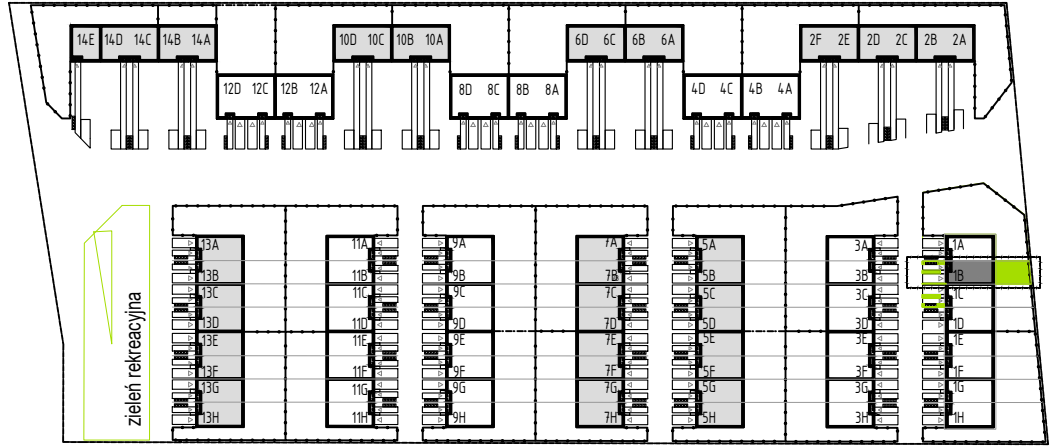 14E 14D 14C 14B 14A 10D 10C 10B 10A 6D 6C 6B 6A 2F 2E 2D 2C 2B 2A
12D 12C 12B 12A 8D 8C 8B 8A 4D 4C 4B 4A
13A 11A 9A 7A 5A 3A 1A
13B 11B 9B 7B 5B 3B 1B
13C 11C 9C 7C 5C 3C 1C
13D 11D 9D 7D 5D 3D 1D
13E 11E 9E 7E 5E 3E 1E
13F 11F 9F 7F 5F 3F 1F
13G 11G 9G 7G 5G 3G 1G
13H 11H 9H 7H 5H 3H 1H
zieleń rekreacyjna